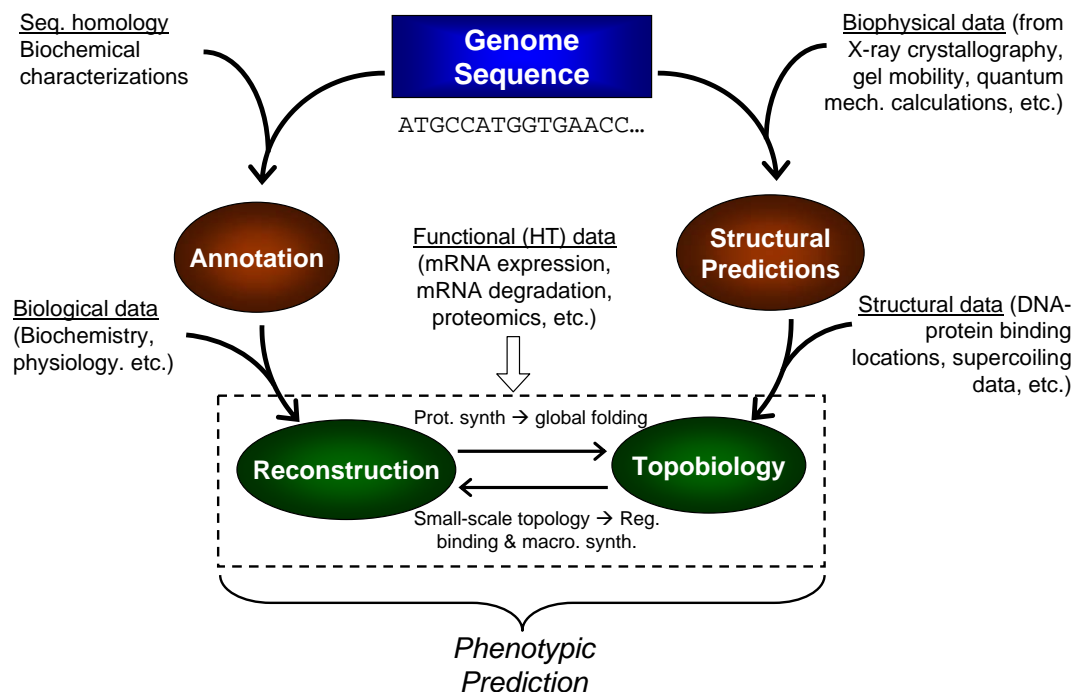 Seq. homology
Biochemical
characterizations
Genome
Sequence
ATGCCATGGTGAACC…
Biophysical data (from
X-ray crystallography,
gel mobility, quantum
mech. calculations, etc.)
Annotation
Functional (HT) data
(mRNA expression,
mRNA degradation,
proteomics, etc.)
Structural
Predictions
Biological data
(Biochemistry,
physiology. etc.)
Structural data (DNA-
protein binding
locations, supercoiling
data, etc.)
Prot. synth → global folding
Reconstruction
Topobiology
Small-scale topology → Reg.
binding & macro. synth.
Phenotypic
Prediction